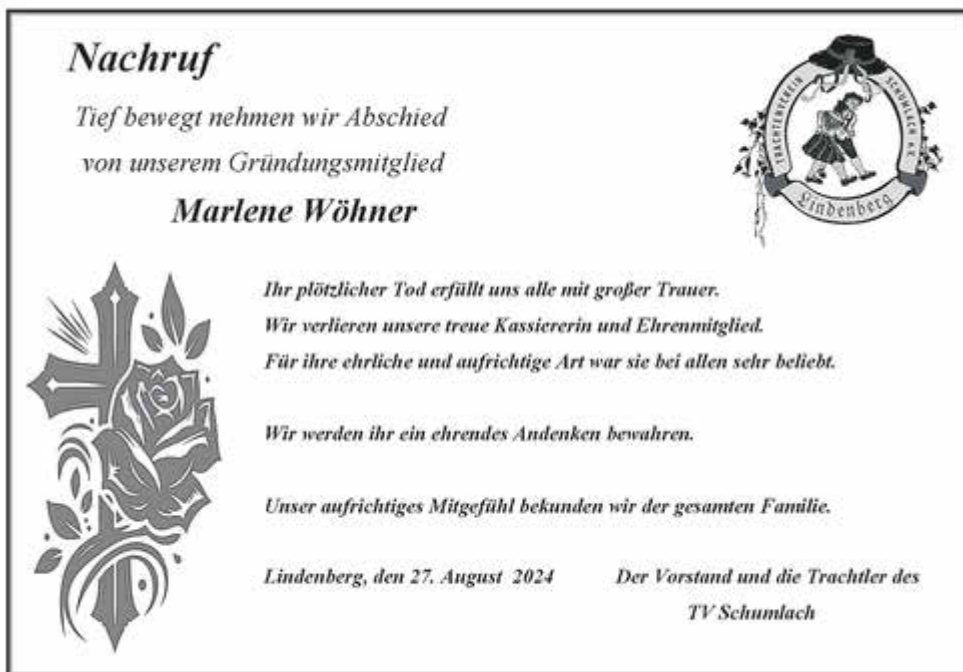 Nachruf
Tief bewegt nehmen wir Abschied
von unserem Gründungsmitglied
Marlene Wöhner
TRACHTENVEREIN SCHUMLACH e.V.
Lindenberg
Ihr plötzlicher Tod erfüllt uns alle mit großer Trauer.
Wir verlieren unsere treue Kassiererin und Ehrenmitglied.
Für ihre ehrliche und aufrichtige Art war sie bei allen sehr beliebt.
Wir werden ihr ein ehrendes Andenken bewahren.
Unser aufrichtiges Mitgefühl bekunden wir der gesamten Familie.
Lindenberg, den 27. August 2024 Der Vorstand und die Trachtler des
TV Schumlach